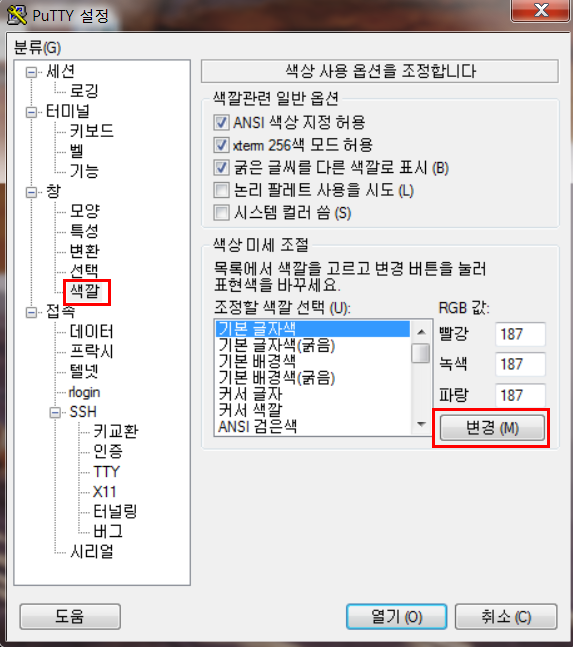 PuTTY 설정
분류(G)
세션
로깅
터미널
키보드
벨
기능
창
모양
특성
변환
선택
색깔
접속
데이터
프락시
텔넷
rlogin
SSH
키교환
인증
TTY
X11
터널링
버그
시리얼
색상 사용 옵션을 조정합니다
색깔관련 일반 옵션
ANSI 색상 지정 허용
xterm 256색 모드 허용
굵은 글씨를 다른 색깔로 표시 (B)
논리 팔레트 사용을 시도 (L)
시스템 컬러 씀 (S)
색상 미세 조절
목록에서 색깔을 고르고 변경 버튼을 눌러
표현색을 바꾸세요.
조정할 색깔 선택 (U):
기본 글자색
기본 글자색(굵음)
기본 배경색
기본 배경색(굵음)
커서 글자
커서 색깔
ANSI 검은색
RGB 값:
빨강 187
녹색 187
파랑 187
변경 (M)
도움
열기 (O)
취소 (C)